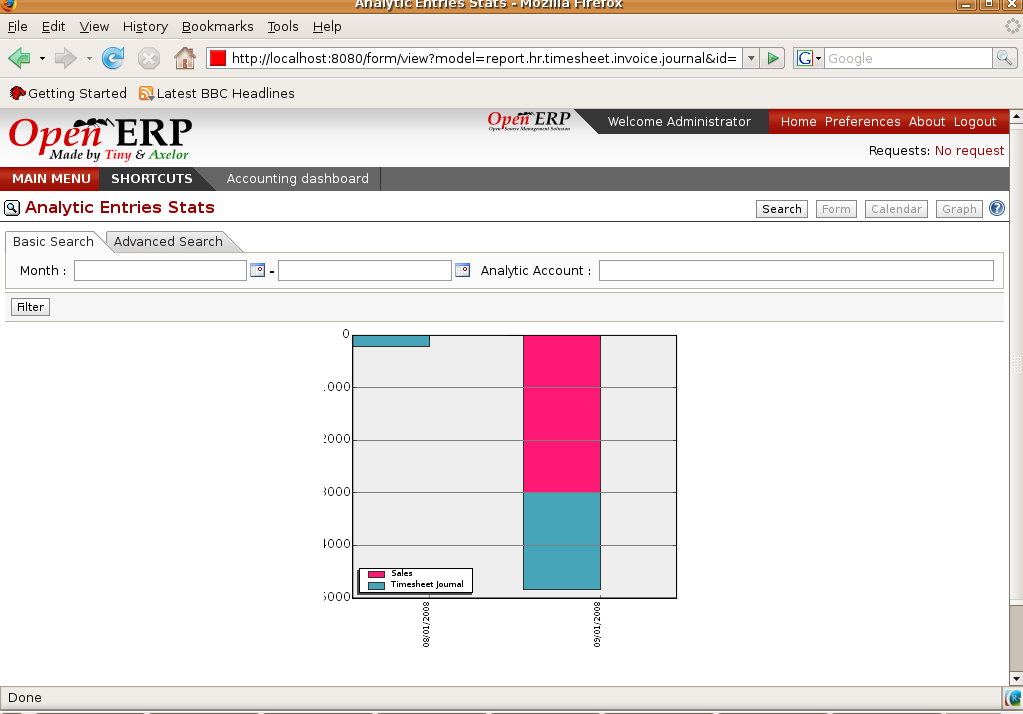 Analytic Entries Stats - Mozilla Firefox
File Edit View History Bookmarks Tools Help
http://localhost:8080/form/view?model=report.hr.timesheet.invoice.journal&id=
G Google
Getting Started Latest BBC Headlines
Open ERP
Made by Tiny & Axelor
Open ERP
Open Source Management Solution
Welcome Administrator Home Preferences About Logout
Requests: No request
MAIN MENU SHORTCUTS Accounting dashboard
Analytic Entries Stats Search Form Calendar Graph ?
Basic Search Advanced Search
Month : - Analytic Account :
Filter
0
000
2000
3000
4000
5000
Sales
Timesheet Journal
08/01/2008 09/01/2008
Done